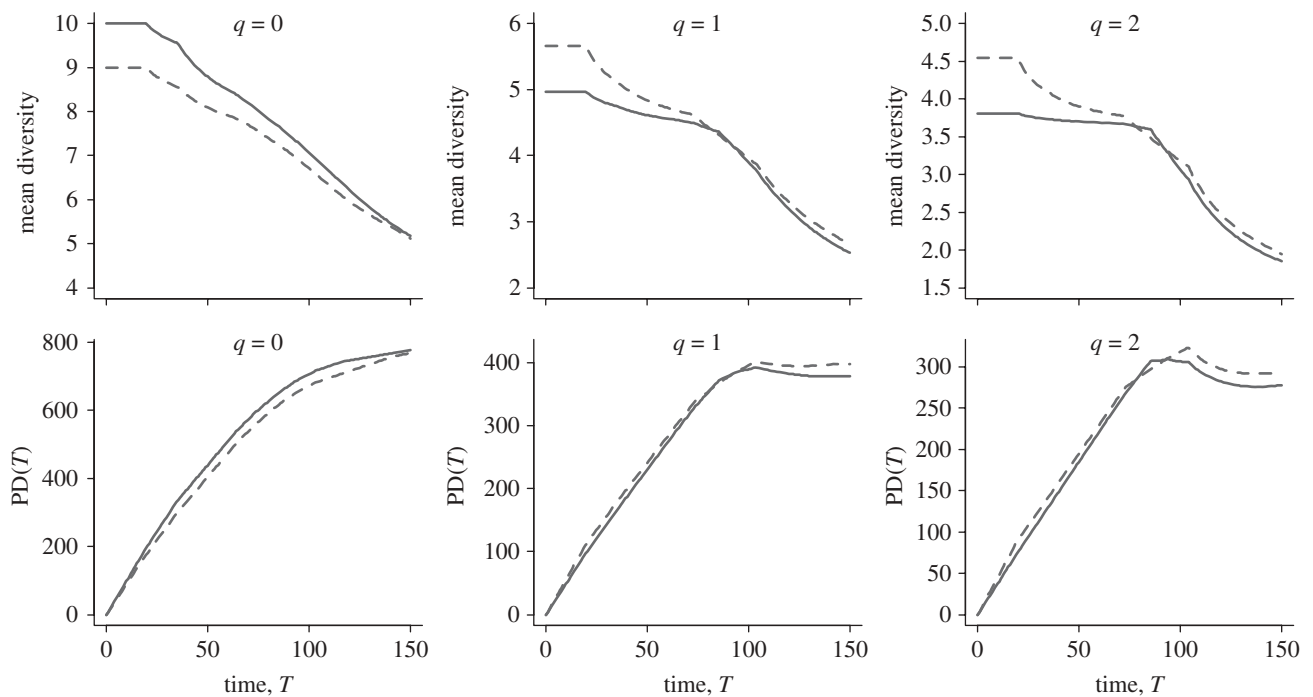 q = 0
10
9
8
7
6
5
4
mean diversity
q = 1
6
5
4
3
2
mean diversity
q = 2
5.0
4.5
4.0
3.5
3.0
2.5
2.0
1.5
mean diversity
q = 0
800
600
400
200
0
PD(T)
0 50 100 150
time, T
q = 1
400
300
200
100
0
PD(T)
0 50 100 150
time, T
q = 2
300
250
200
150
100
50
0
PD(T)
0 50 100 150
time, T